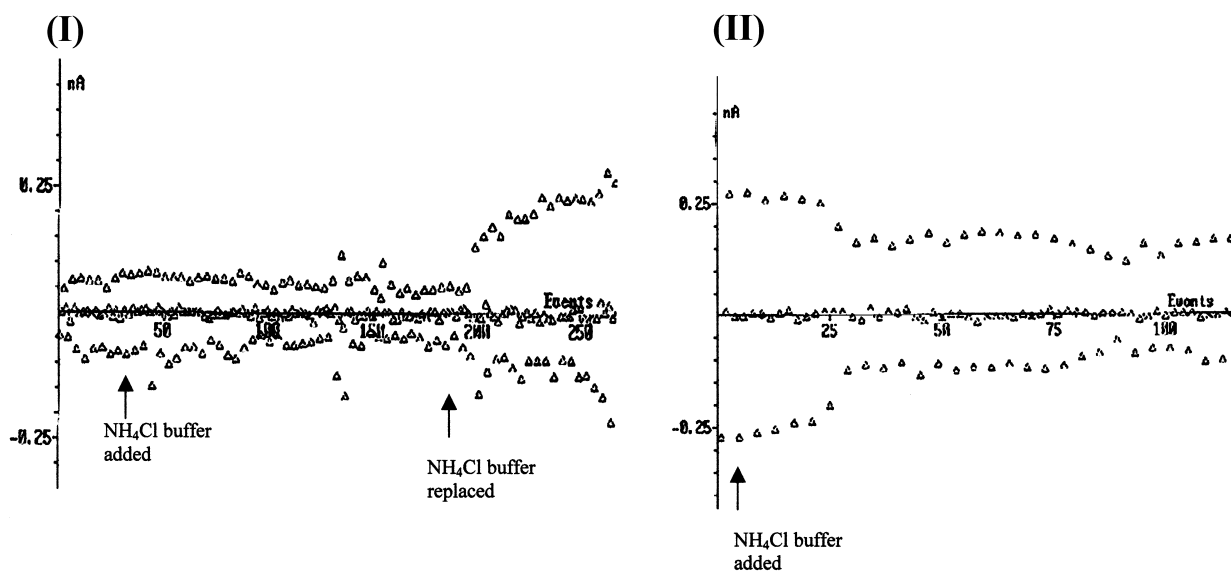 (I)
nA
0.25
Events
50
100
150
200
250
-0.25
NH₄Cl buffer
added
NH₄Cl buffer
replaced
(II)
nA
0.25
Events
25
50
75
100
-0.25
NH₄Cl buffer
added